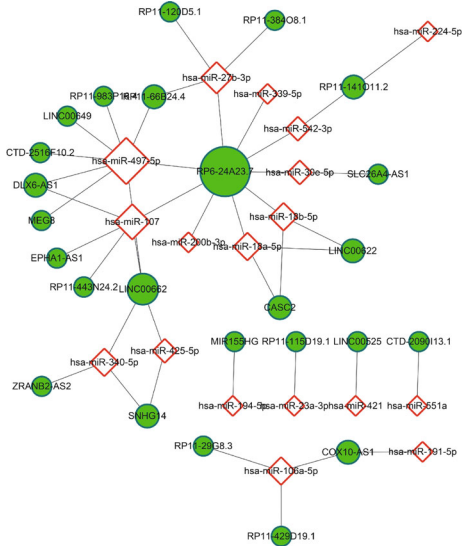 RP11-120D5.1
RP11-384O8.1
hsa-miR-224-5p
hsa-miR-27b-3p
RP11-141O11.2
hsa-miR-339-5p
RP11-66B24.4
LINC00649
hsa-miR-542-3p
CTD-2516F10.2
hsa-miR-497-5p
RP6-24A23.7
hsa-miR-30e-5p
SLC26A4-AS1
DLX6-AS1
MEG8
hsa-miR-107
hsa-miR-18b-5p
hsa-miR-200b-3p
hsa-miR-18a-5p
LINC00622
EPHA1-AS1
RP11-443N24.2
LINC00662
CASC2
MIR155HG
RP11-115D19.1
LINC00525
CTD-2090I13.1
hsa-miR-340-5p
hsa-miR-425-5p
ZRANB2-AS2
SNHG14
hsa-miR-194-5p
hsa-miR-23a-3p
hsa-miR-421
hsa-miR-551a
RP11-29G8.3
COX10-AS1
hsa-miR-191-5p
hsa-miR-106a-5p
RP11-429D19.1